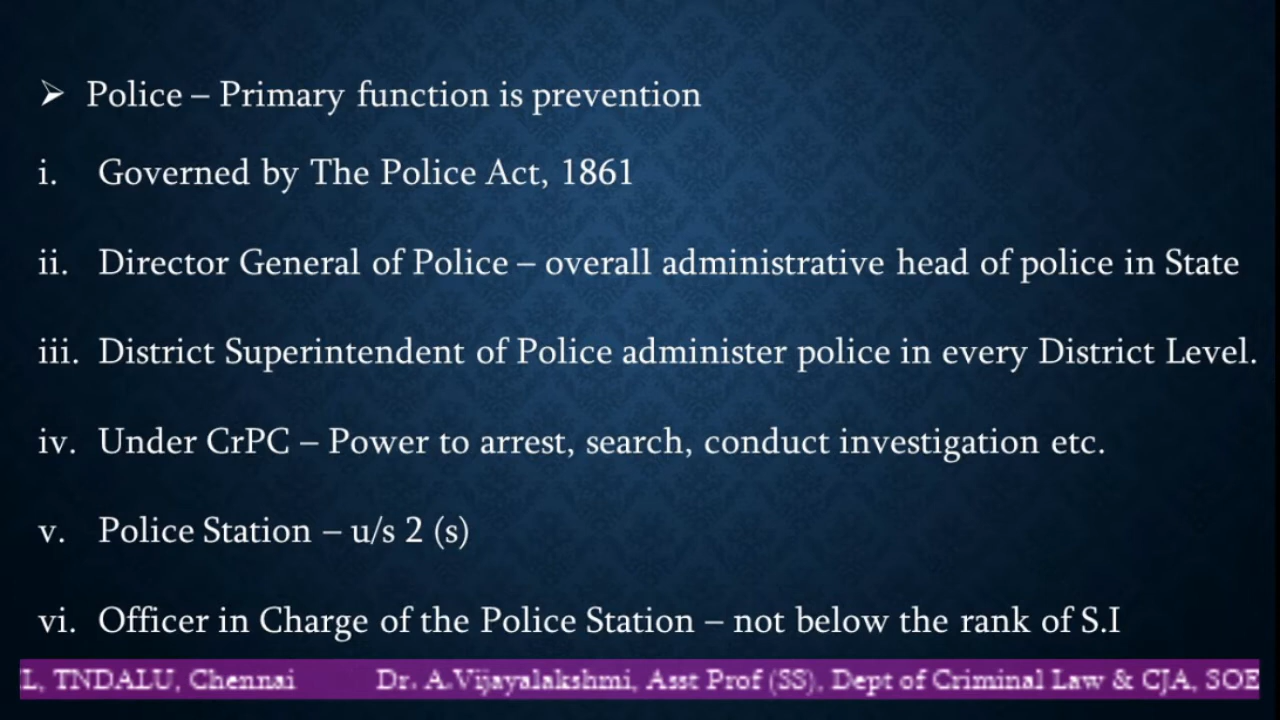 ➢ Police – Primary function is prevention
i. Governed by The Police Act, 1861
ii. Director General of Police – overall administrative head of police in State
iii. District Superintendent of Police administer police in every District Level.
iv. Under CrPC – Power to arrest, search, conduct investigation etc.
v. Police Station – u/s 2 (s)
vi. Officer in Charge of the Police Station – not below the rank of S.I
L, TNDALU, Chennai Dr. A.Vijayalakshmi, Asst Prof (SS), Dept of Criminal Law & CJA, SOE